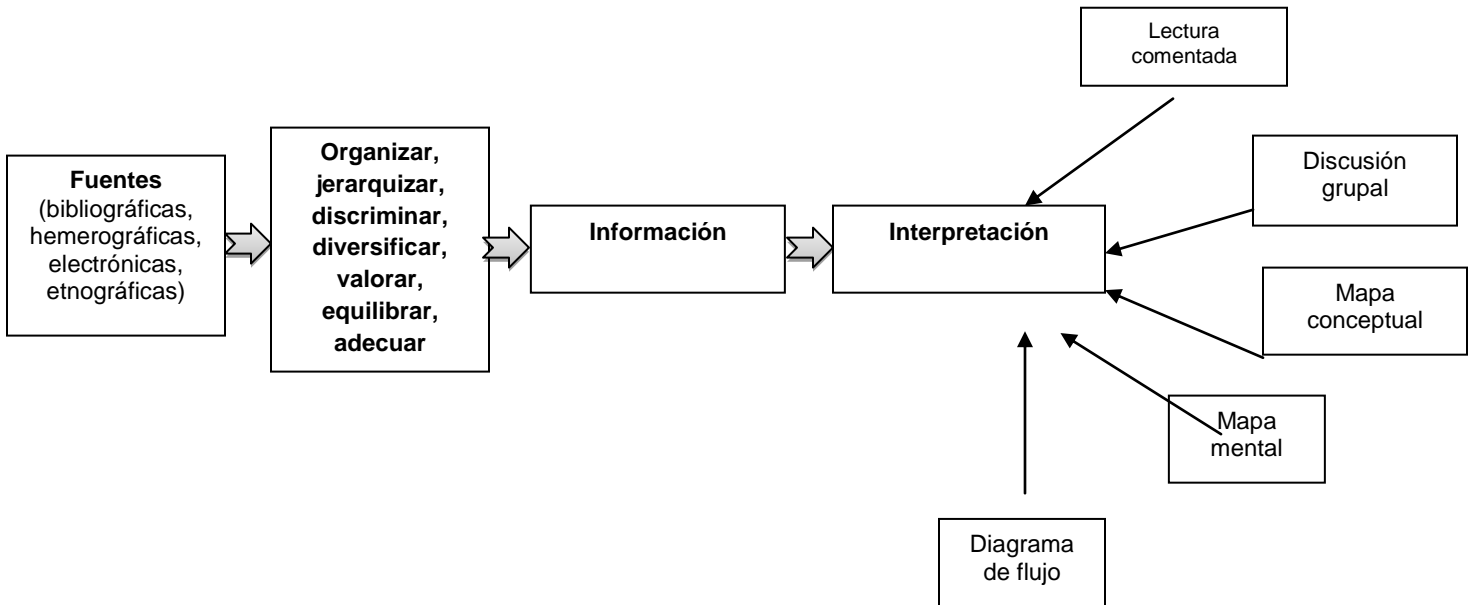 Fuentes
(bibliográficas,
hemerográficas,
electrónicas,
etnográficas)
Organizar,
jerarquizar,
discriminar,
diversificar,
valorar,
equilibrar,
adecuar
Información
Interpretación
Lectura
comentada
Discusión
grupal
Mapa
conceptual
Mapa
mental
Diagrama
de flujo